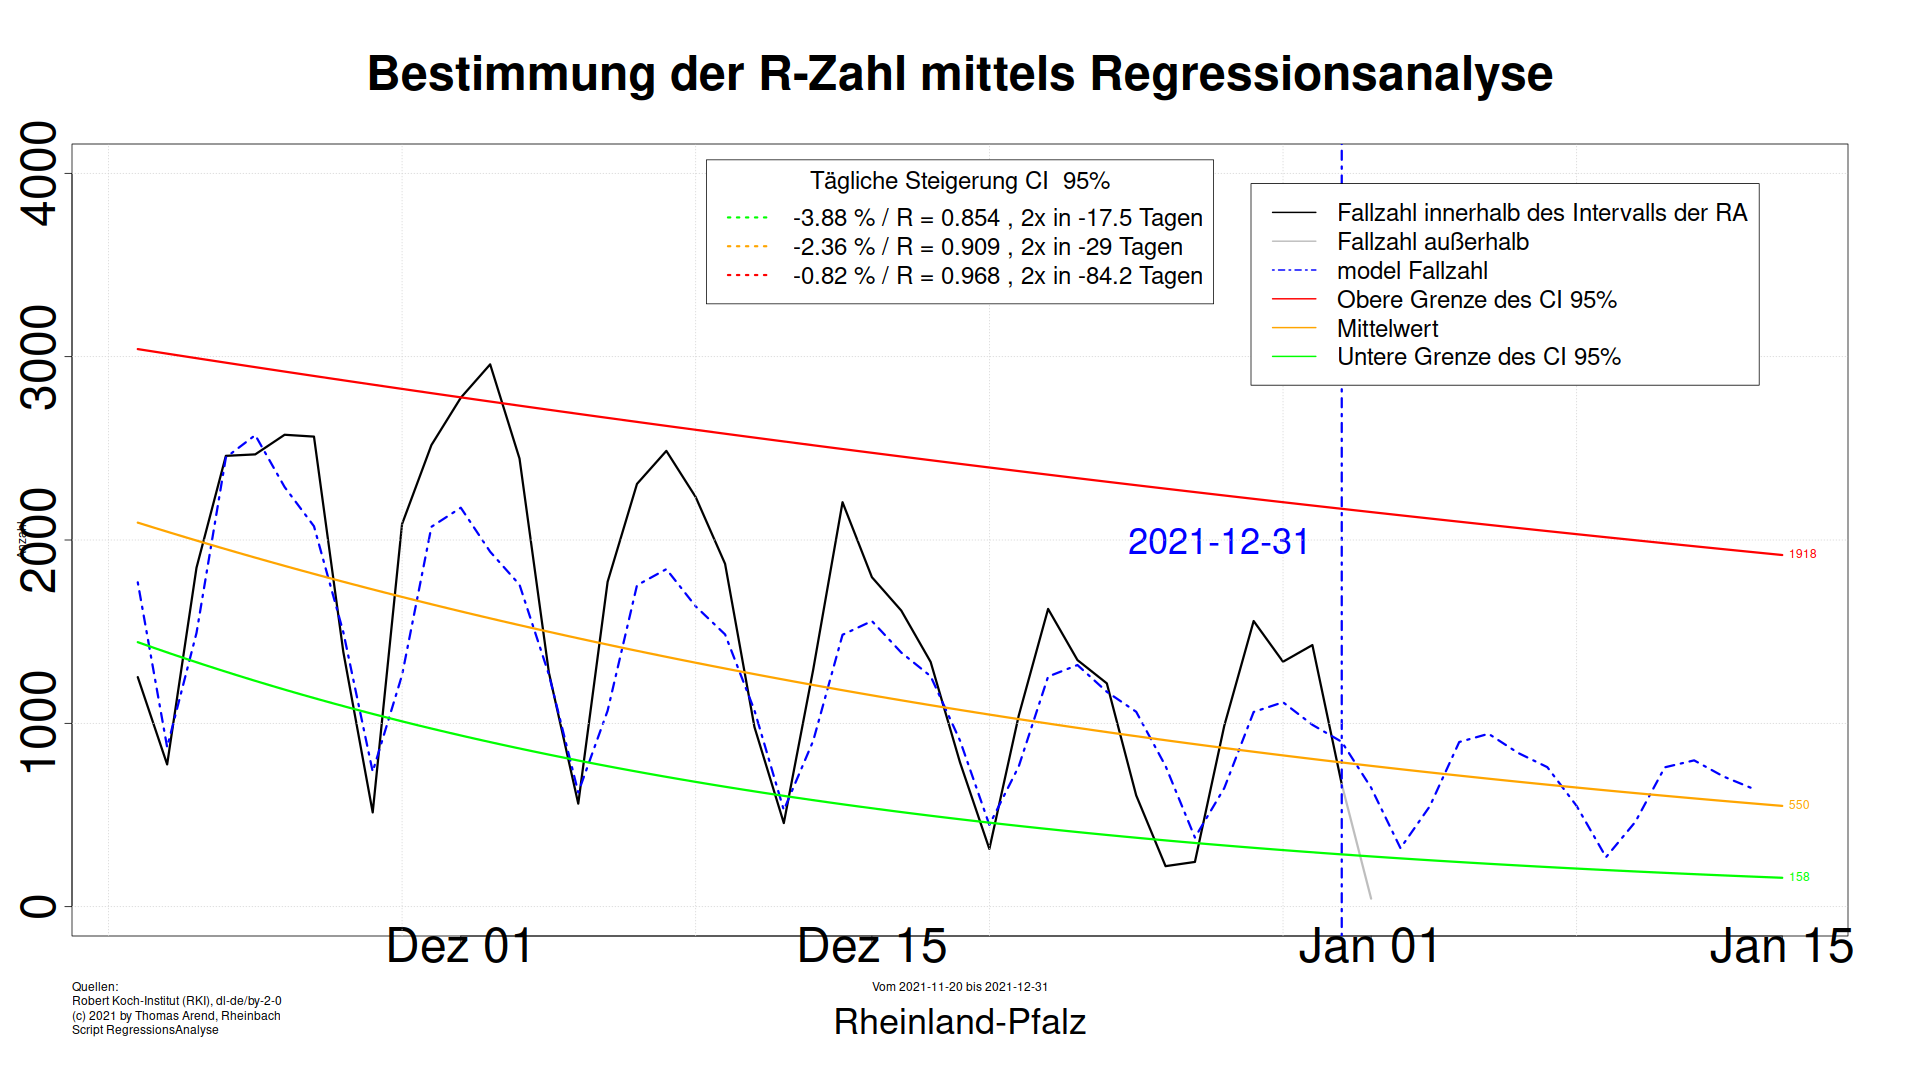 Bestimmung der R-Zahl mittels Regressionsanalyse
Anzahl
4000
3000
2000
1000
0
Tägliche Steigerung CI  95%
-3.88 % / R = 0.854 , 2x in -17.5 Tagen
-2.36 % / R = 0.909 , 2x in -29 Tagen
-0.82 % / R = 0.968 , 2x in -84.2 Tagen
Fallzahl innerhalb des Intervalls der RA
Fallzahl außerhalb
model Fallzahl
Obere Grenze des CI 95%
Mittelwert
Untere Grenze des CI 95%
2021-12-31
1918
550
158
Dez 01
Dez 15
Jan 01
Jan 15
Vom 2021-11-20 bis 2021-12-31
Rheinland-Pfalz
Quellen:
Robert Koch-Institut (RKI), dl-de/by-2-0
(c) 2021 by Thomas Arend, Rheinbach
Script RegressionsAnalyse